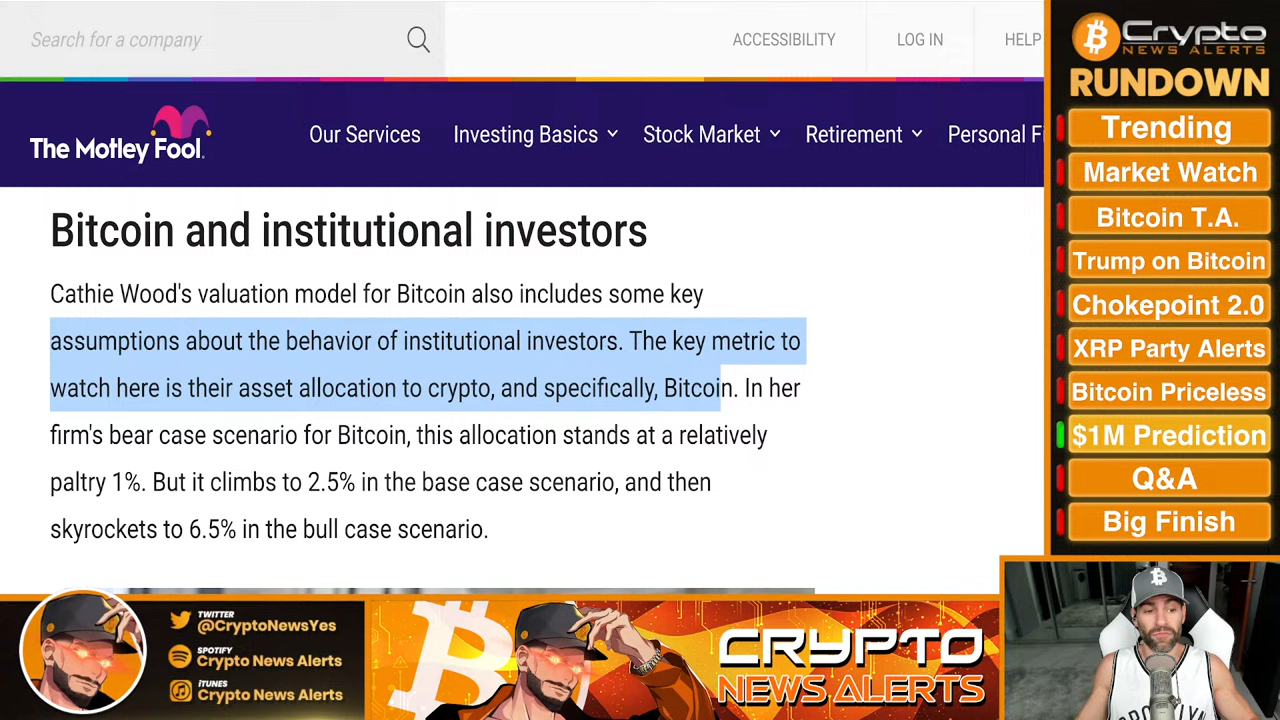 Search for a company
ACCESSIBILITY
LOG IN
HELP
The Motley Fool.
Our Services
Investing Basics
Stock Market
Retirement
Personal Fi
Bitcoin and institutional investors
Cathie Wood's valuation model for Bitcoin also includes some key
assumptions about the behavior of institutional investors. The key metric to
watch here is their asset allocation to crypto, and specifically, Bitcoin. In her
firm's bear case scenario for Bitcoin, this allocation stands at a relatively
paltry 1%. But it climbs to 2.5% in the base case scenario, and then
skyrockets to 6.5% in the bull case scenario.
Crypto
NEWS ALERTS
RUNDOWN
Trending
Market Watch
Bitcoin T.A.
Trump on Bitcoin
Chokepoint 2.0
XRP Party Alerts
Bitcoin Priceless
$1M Prediction
Q&A
Big Finish
TWITTER
@CryptoNewsYes
SPOTIFY
Crypto News Alerts
iTUNES
Crypto News Alerts
CRYPTO
NEWS ALERTS